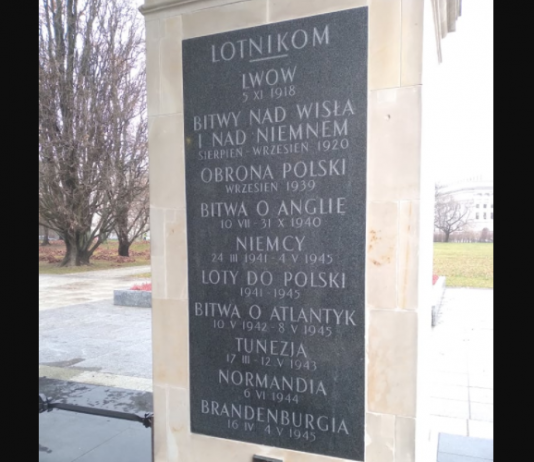 LOTNIKOM
LWOW
5 XI 1918
BITWY NAD WISŁĄ
I NAD NIEMNEM
SIERPIEŃ - WRZESIEŃ 1920
OBRONA POLSKI
WRZESIEŃ 1939
BITWA O ANGLIĘ
10 VII - 31 X 1940
NIEMCY
24 III 1941 - 4 V 1945
LOTY DO POLSKI
1941 - 1945
BITWA O ATLANTYK
10 V 1942 - 8 V 1945
TUNEZJA
17 III - 12 V 1943
NORMANDIA
6 VI 1944
BRANDENBURGIA
16 IV 4 V 1945